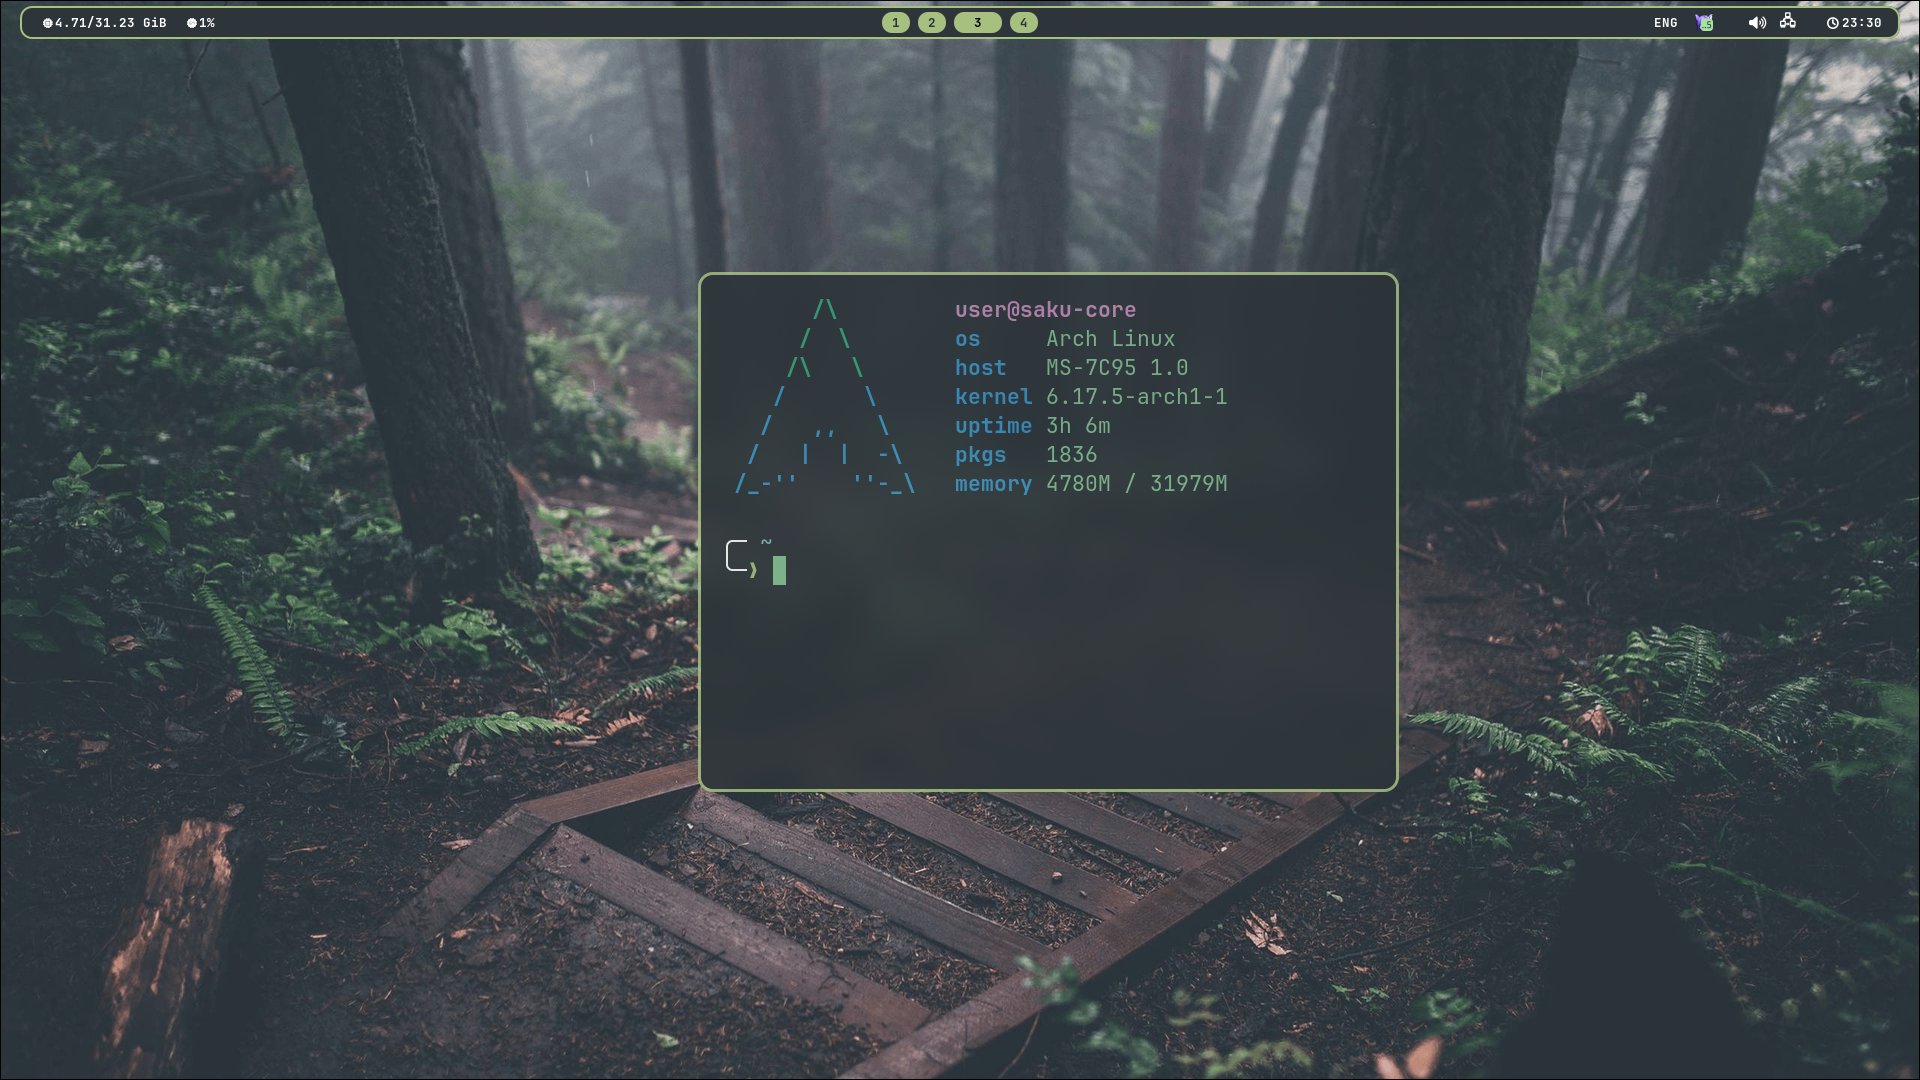 4.71/31.23 GiB 1% 1 2 3 4 ENG 23:30
user@saku-core
os Arch Linux
host MS-7C95 1.0
kernel 6.17.5-arch1-1
uptime 3h 6m
pkgs 1836
memory 4780M / 31979M
~
❯